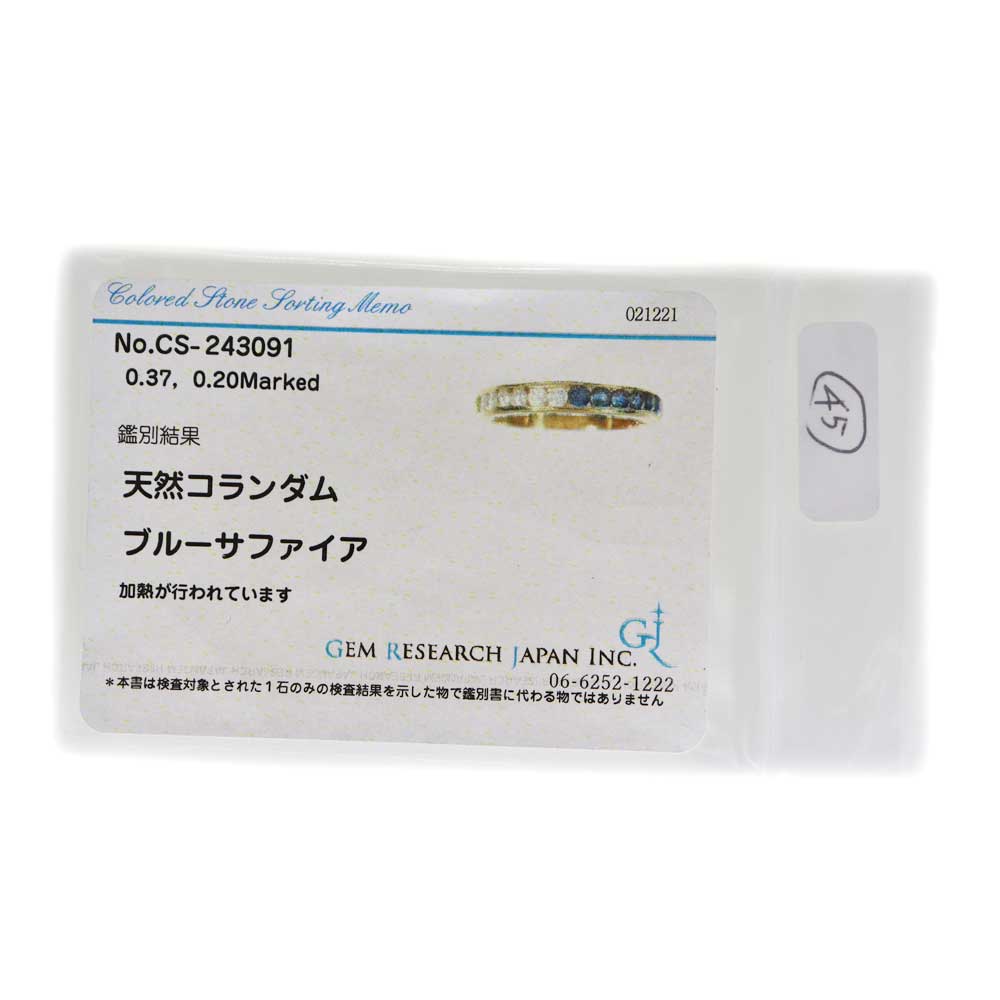 Colored Stone Sorting Memo
021221
No.CS-243091
0.37, 0.20Marked
鑑別結果
天然コランダム
ブルーサファイア
加熱が行われています
GEM RESEARCH JAPAN INC.
06-6252-1222
*本書は検査対象とされた1石のみの検査結果を示した物で鑑別書に代わる物ではありません
45